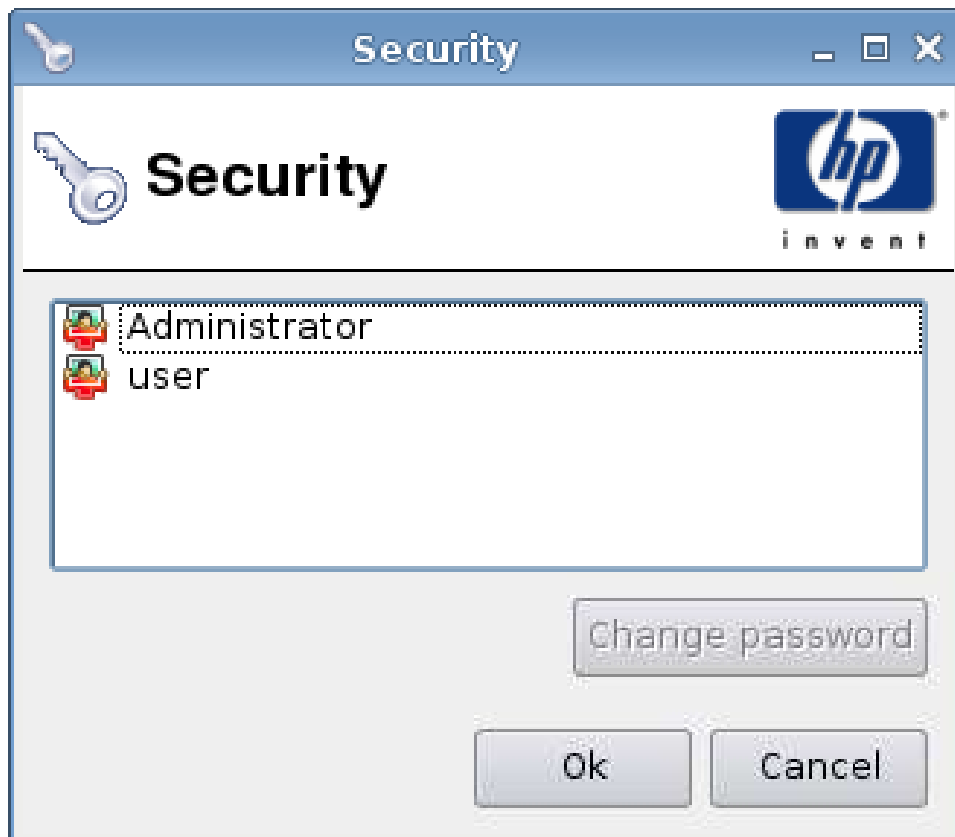 Security
Security
hp
invent
Administrator
user
Change password
Ok
Cancel